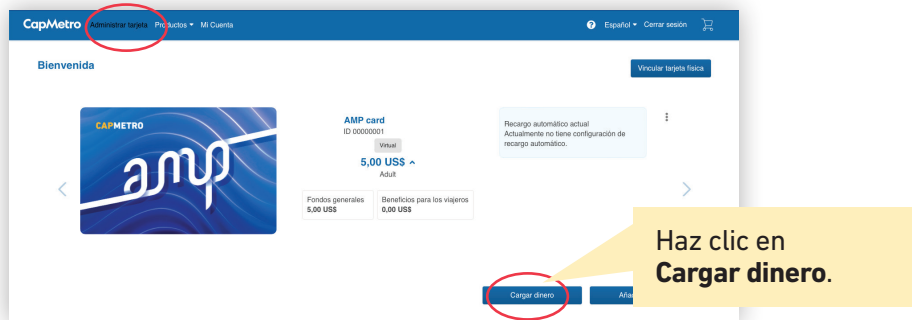 CapMetro Administrar tarjeta Productos Mi Cuenta Español Cerrar sesión
Bienvenida
Vincular tarjeta física
CAPMETRO
amp
AMP card
ID 00000001
Virtual
5,00 US$
Adult
Fondos generales
5,00 US$
Beneficios para los viajeros
0,00 US$
Recargo automático actual
Actualmente no tiene configuración de
recargo automático.
Haz clic en
Cargar dinero.
Cargar dinero